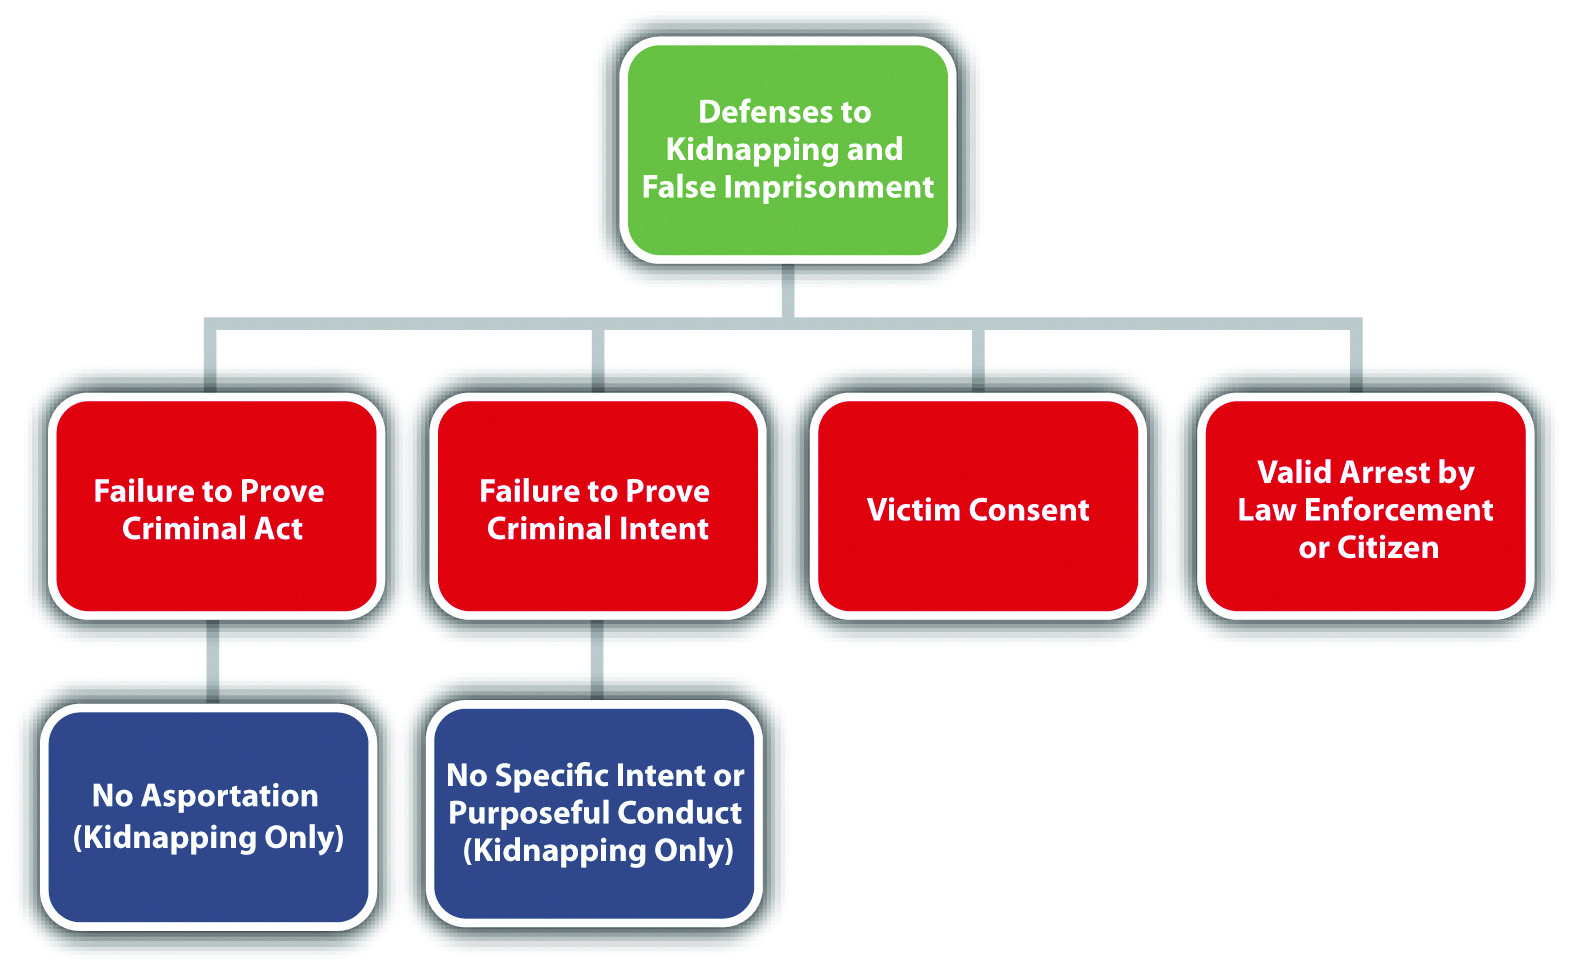 Defenses to
Kidnapping and
False Imprisonment
Failure to Prove
Criminal Act
Failure to Prove
Criminal Intent
Victim Consent
Valid Arrest by
Law Enforcement
or Citizen
No Asportation
(Kidnapping Only)
No Specific Intent or
Purposeful Conduct
(Kidnapping Only)